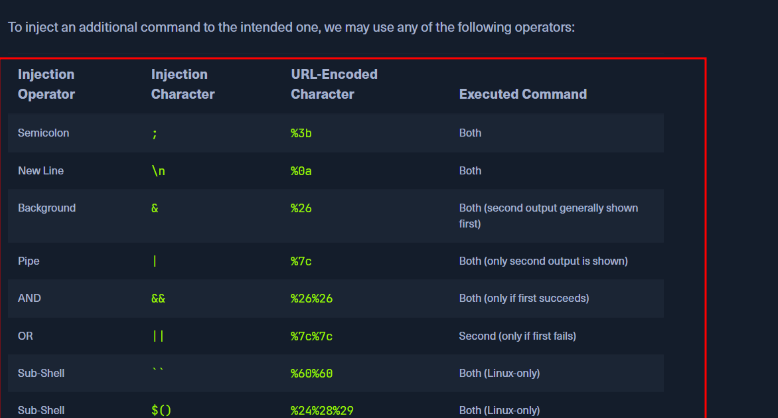 To inject an additional command to the intended one, we may use any of the following operators:
Injection Operator Injection Character URL-Encoded Character Executed Command
Semicolon ; %3b Both
New Line \n %0a Both
Background & %26 Both (second output generally shown first)
Pipe | %7c Both (only second output is shown)
AND && %26%26 Both (only if first succeeds)
OR || %7c%7c Second (only if first fails)
Sub-Shell `` %60%60 Both (Linux-only)
Sub-Shell $() %24%28%29 Both (Linux-only)